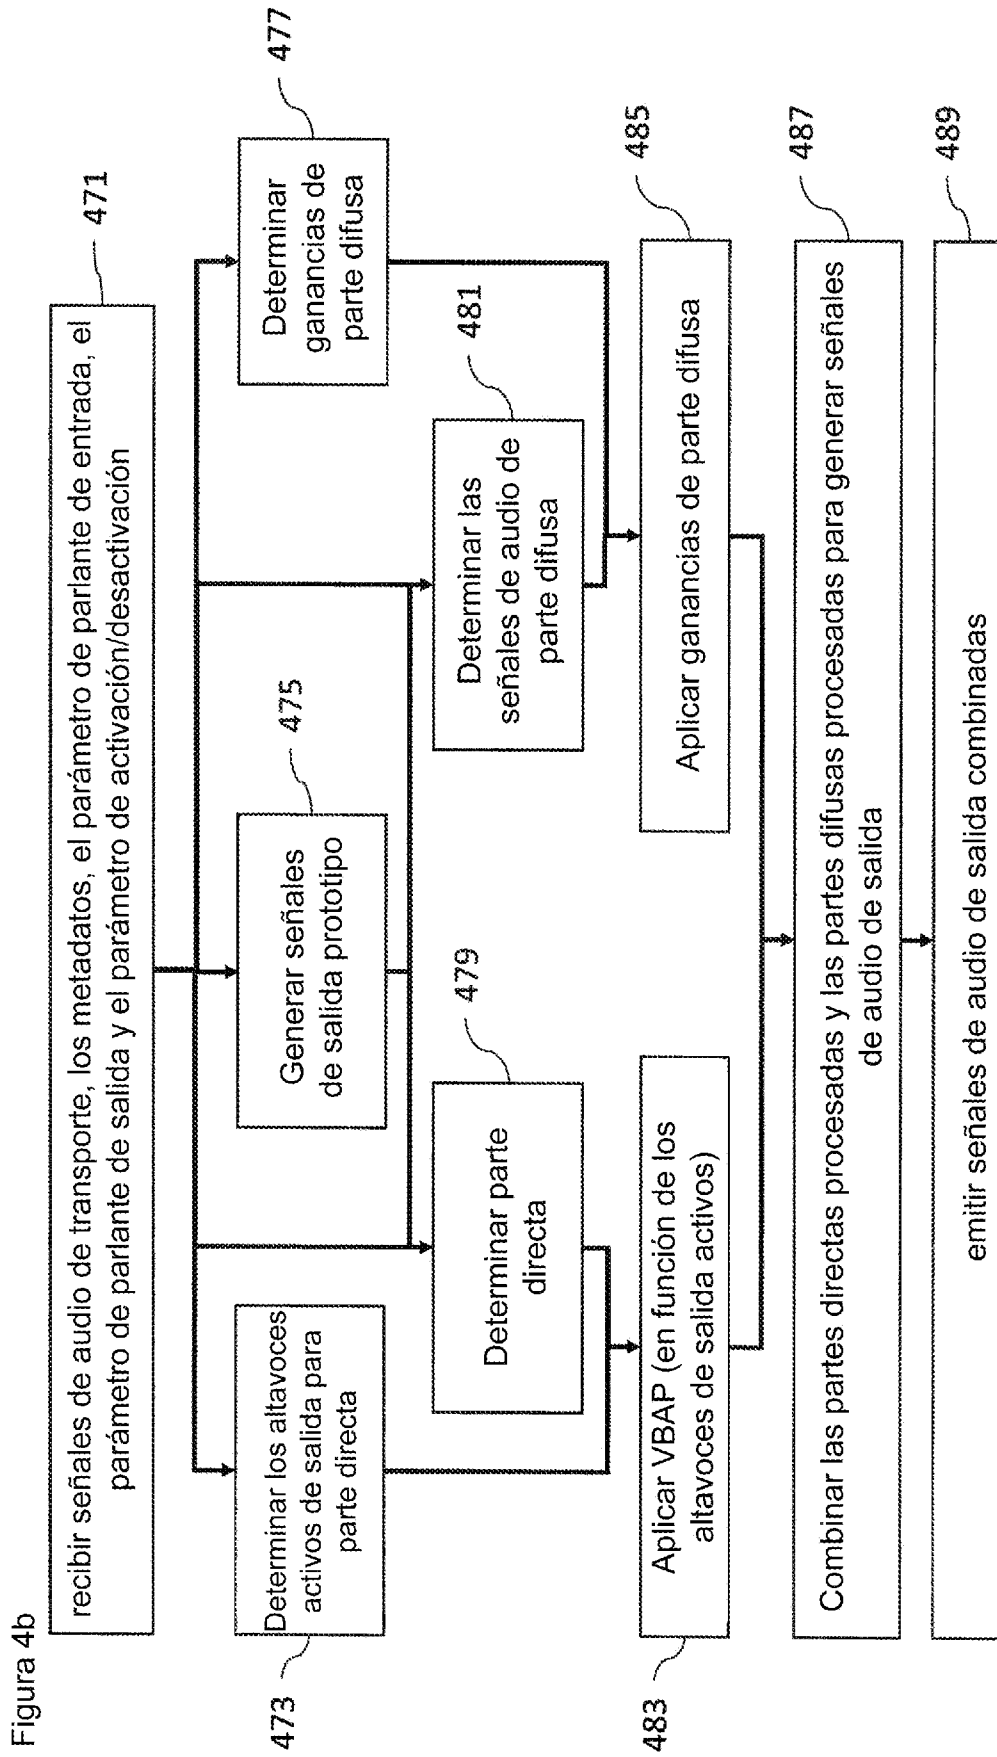 Figura 4b
recibir señales de audio de transporte, los metadatos, el parámetro de parlante de entrada, el
parámetro de parlante de salida y el parámetro de activación/desactivación
471
Determinar los altavoces
activos de salida para
parte directa
473
Generar señales
de salida prototipo
475
Determinar
ganancias de
parte difusa
477
Determinar parte
directa
479
Determinar las
señales de audio de
parte difusa
481
Aplicar VBAP (en función de los
altavoces de salida activos)
483
Aplicar ganancias de parte difusa
485
Combinar las partes directas procesadas y las partes difusas procesadas para generar señales
de audio de salida
487
emitir señales de audio de salida combinadas
489